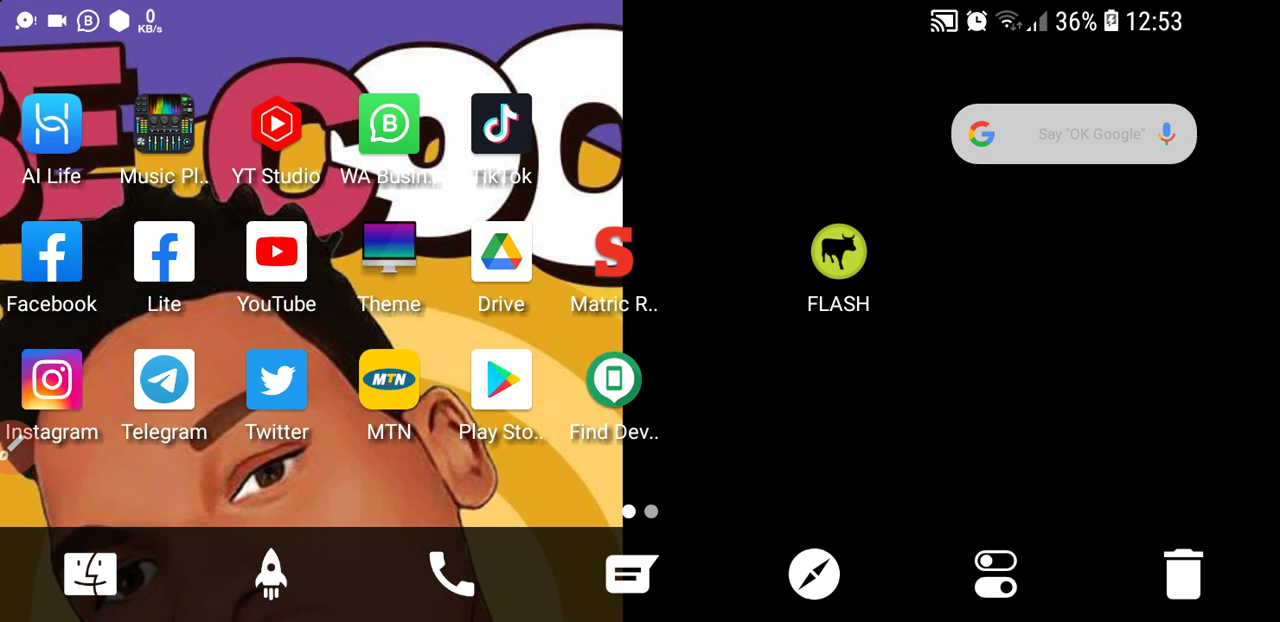 0
KB/s
36%
12:53
Say "OK Google"
AI Life
Music Pl..
YT Studio
WA Busin..
TikTok
Facebook
Lite
YouTube
Theme
Drive
Matric R..
FLASH
MTN
Instagram
Telegram
Twitter
MTN
Play Sto..
Find Dev..